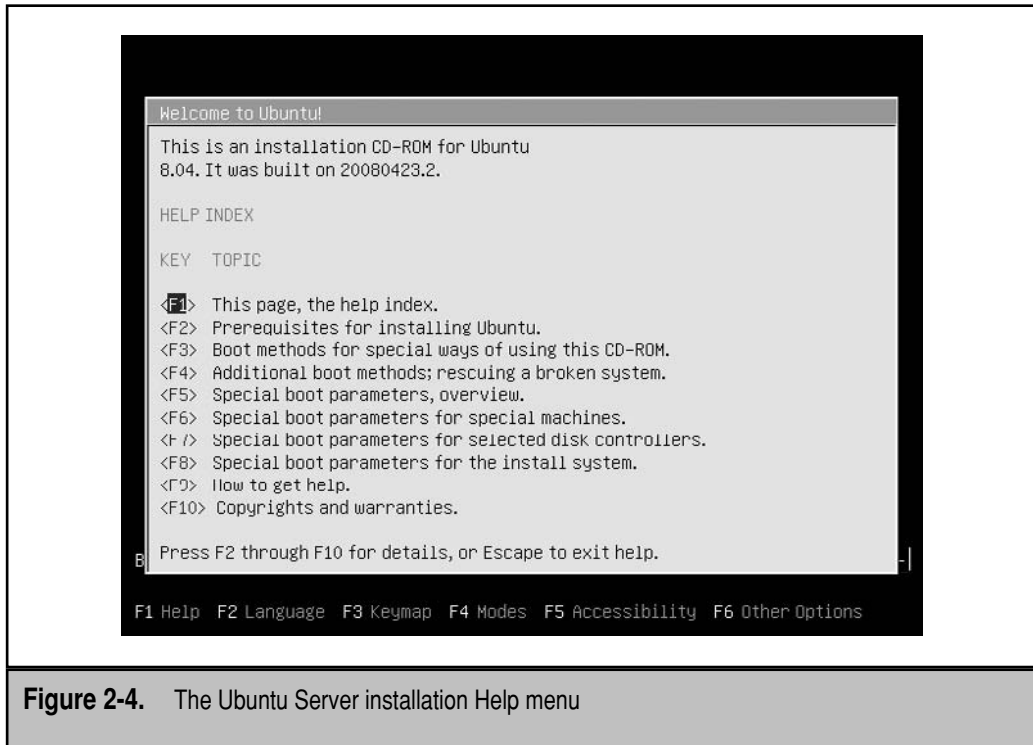 Welcome to Ubuntu!
This is an installation CD-ROM for Ubuntu
8.04. It was built on 20080423.2.
HELP INDEX
KEY TOPIC
<F1> This page, the help index.
<F2> Prerequisites for installing Ubuntu.
<F3> Boot methods for special ways of using this CD-ROM.
<F4> Additional boot methods; rescuing a broken system.
<F5> Special boot parameters, overview.
<F6> Special boot parameters for special machines.
<F7> Special boot parameters for selected disk controllers.
<F8> Special boot parameters for the install system.
<F9> How to get help.
<F10> Copyrights and warranties.
Press F2 through F10 for details, or Escape to exit help.
F1 Help F2 Language F3 Keymap F4 Modes F5 Accessibility F6 Other Options
Figure 2-4. The Ubuntu Server installation Help menu